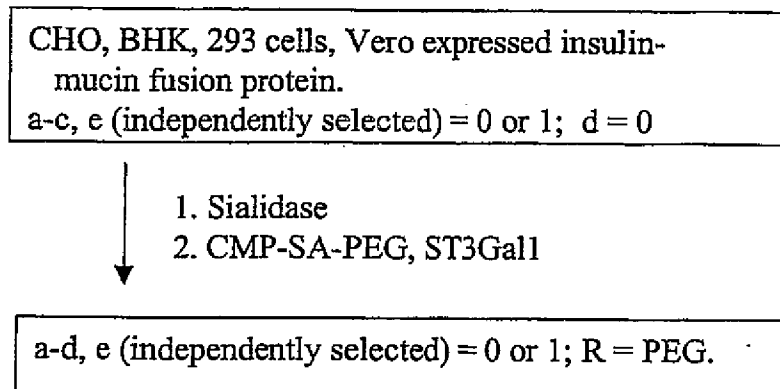 CHO, BHK, 293 cells, Vero expressed insulin-
mucin fusion protein.
a-c, e (independently selected) = 0 or 1; d = 0
1. Sialidase
2. CMP-SA-PEG, ST3Gal1
a-d, e (independently selected) = 0 or 1; R = PEG.